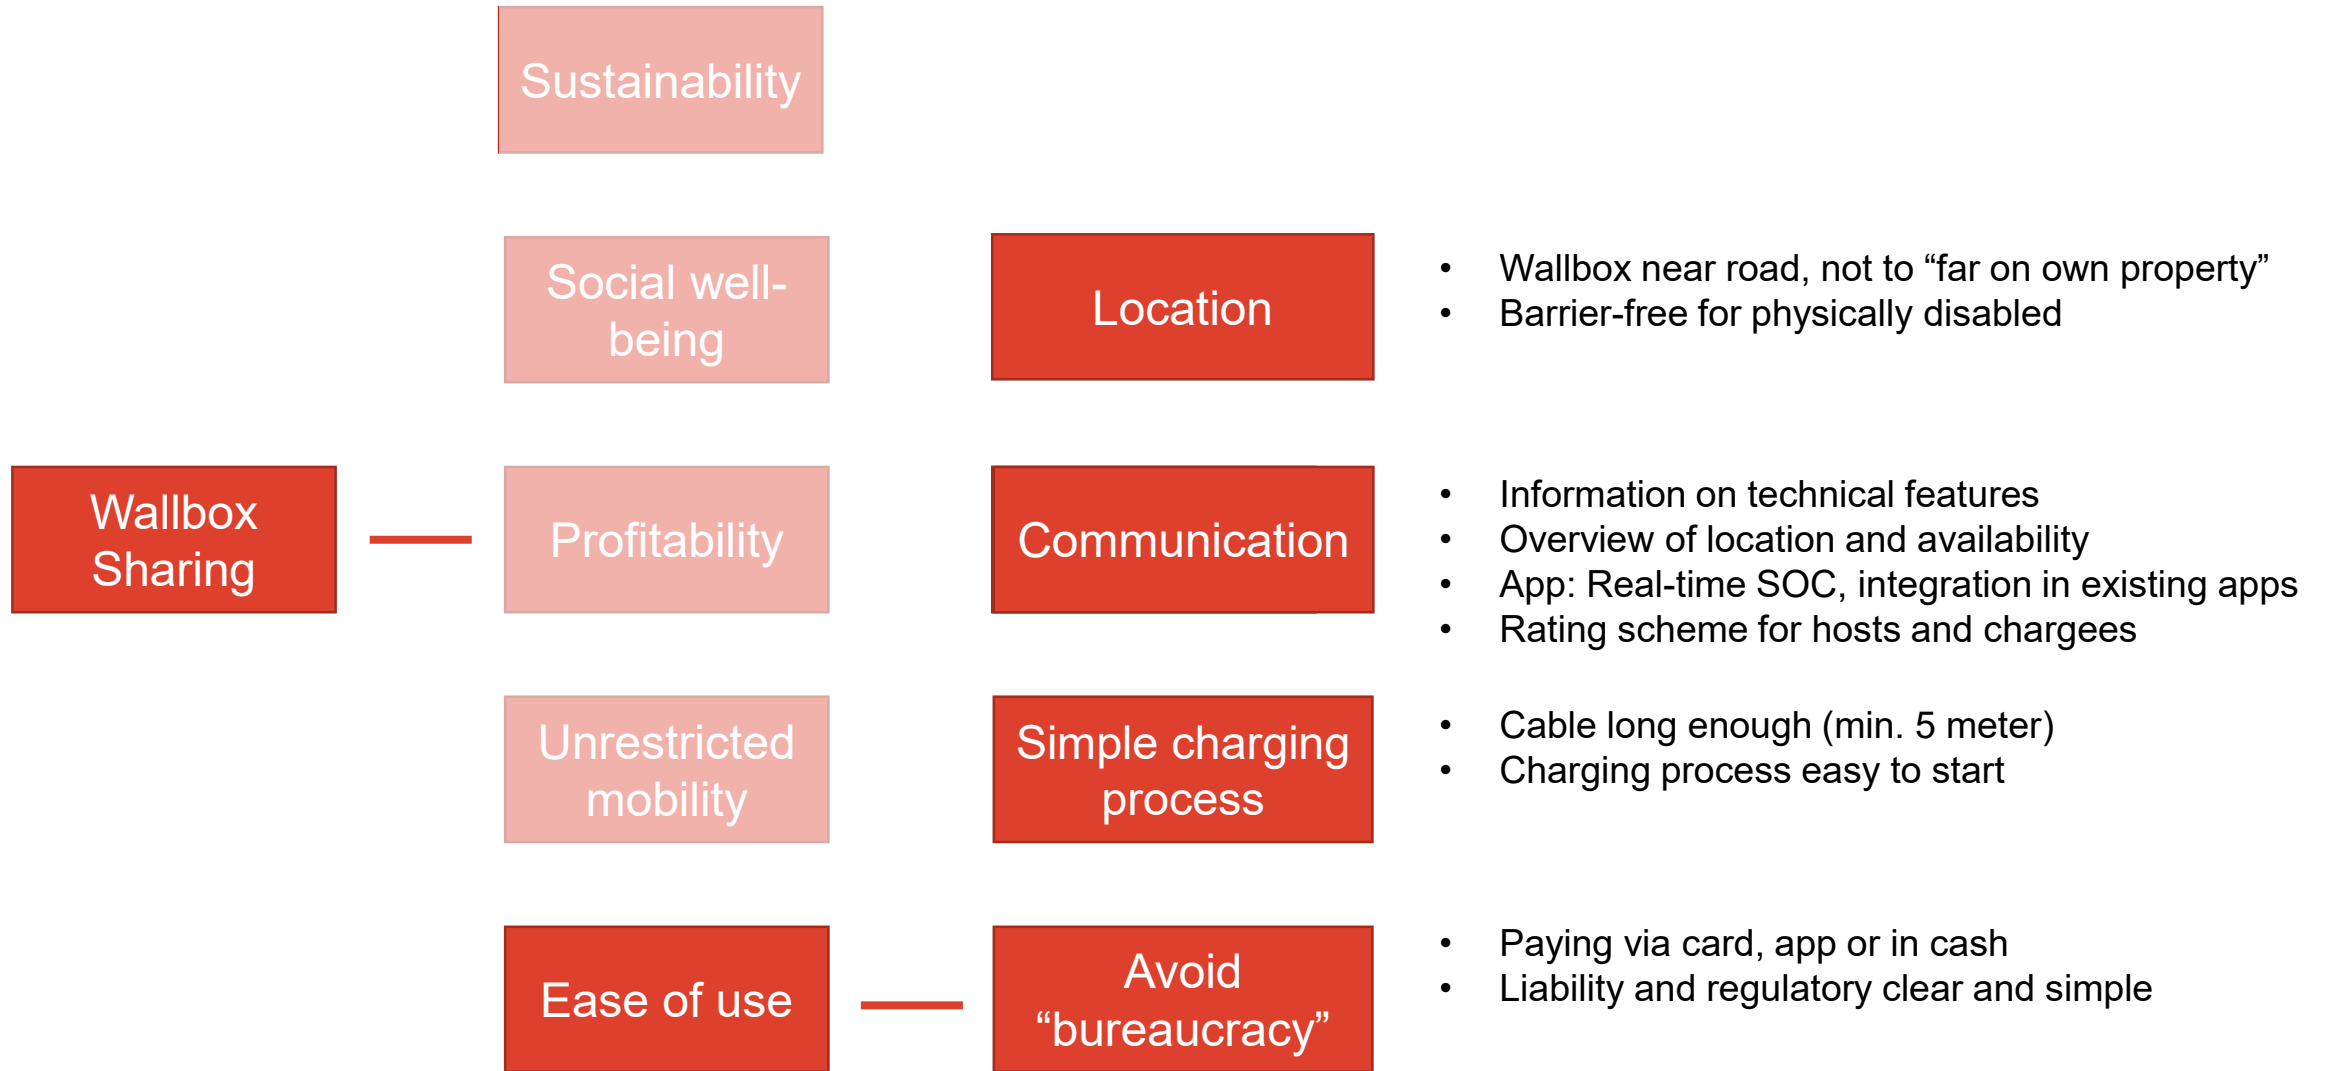 Sustainability
Social well-
being
Location
• Wallbox near road, not to “far on own property”
• Barrier-free for physically disabled
Wallbox
Sharing
Profitability
Communication
• Information on technical features
• Overview of location and availability
• App: Real-time SOC, integration in existing apps
• Rating scheme for hosts and chargees
Unrestricted
mobility
Simple charging
process
• Cable long enough (min. 5 meter)
• Charging process easy to start
Ease of use
Avoid
“bureaucracy”
• Paying via card, app or in cash
• Liability and regulatory clear and simple